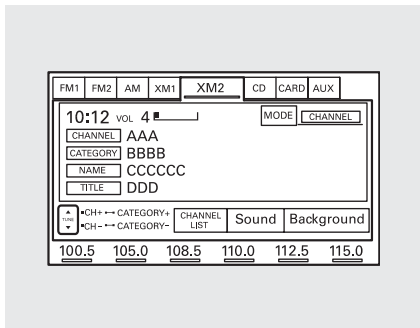 FM1 FM2 AM XM1 XM2 CD CARD AUX
10:12 VOL 4 MODE CHANNEL
CHANNEL AAA
CATEGORY BBBB
NAME CCCCCC
TITLE DDD
TUNE CH+ CATEGORY+ CHANNEL LIST Sound Background
CH- CATEGORY-
100.5 105.0 108.5 110.0 112.5 115.0